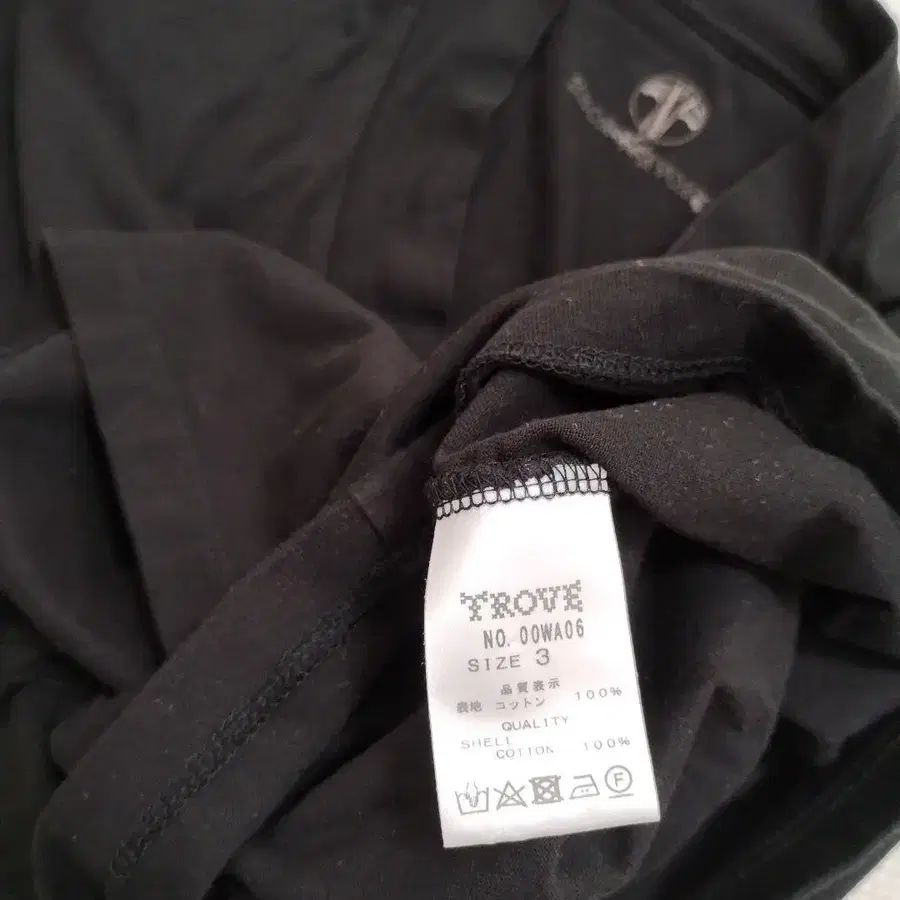 TROVE
NO. 00WA06
SIZE 3
品質表示
表地 コットン 100%
QUALITY
SHELL
COTTON 100%
F